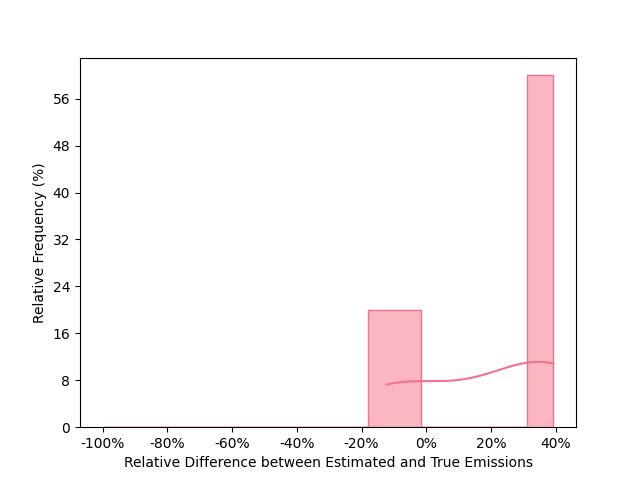 Relative Frequency (%)
56
48
40
32
24
16
8
0
-100% -80% -60% -40% -20% 0% 20% 40%
Relative Difference between Estimated and True Emissions